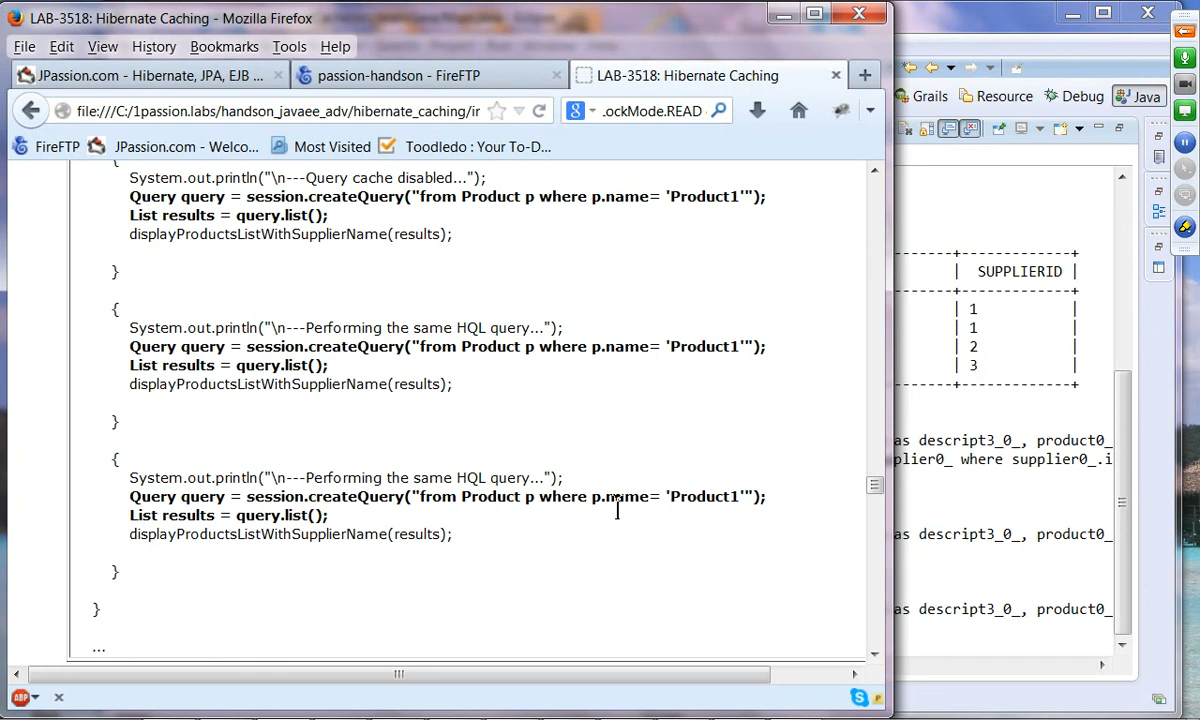 LAB-3518: Hibernate Caching - Mozilla Firefox
File Edit View History Bookmarks Tools Help
JPassion.com - Hibernate, JPA, EJB ...
passion-handson - FireFTP
LAB-3518: Hibernate Caching
file:///C:/1passion.labs/handson_javaee_adv/hibernate_caching/ir
.ockMode.READ
FireFTP JPassion.com - Welco... Most Visited Toodledo : Your To-D...
{
System.out.println("\n---Query cache disabled...");
Query query = session.createQuery("from Product p where p.name= 'Product1'");
List results = query.list();
displayProductsListWithSupplierName(results);
}
{
System.out.println("\n---Performing the same HQL query...");
Query query = session.createQuery("from Product p where p.name= 'Product1'");
List results = query.list();
displayProductsListWithSupplierName(results);
}
{
System.out.println("\n---Performing the same HQL query...");
Query query = session.createQuery("from Product p where p.name= 'Product1'");
List results = query.list();
displayProductsListWithSupplierName(results);
}
}
...
ABP
Grails Resource Debug Java
------+------------+
| SUPPLIERID |
------+------------+
| 1 |
| 1 |
| 2 |
| 3 |
------+------------+
as descript3_0_, product0_
plier0_ where supplier0_.i
as descript3_0_, product0_
as descript3_0_, product0_